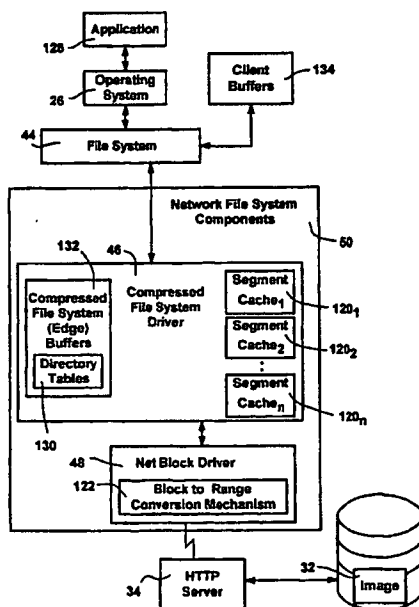 Application
128
Operating
System
26
Client
Buffers
134
44
File System
Network File System
Components
50
46
132
Compressed
File System
(Edge)
Buffers
Directory
Tables
130
Compressed
File System
Driver
Segment
Cache1
1201
Segment
Cache2
1202
Segment
Cachen
120n
48
Net Block Driver
122
Block to Range
Conversion Mechanism
34
HTTP
Server
32
Image